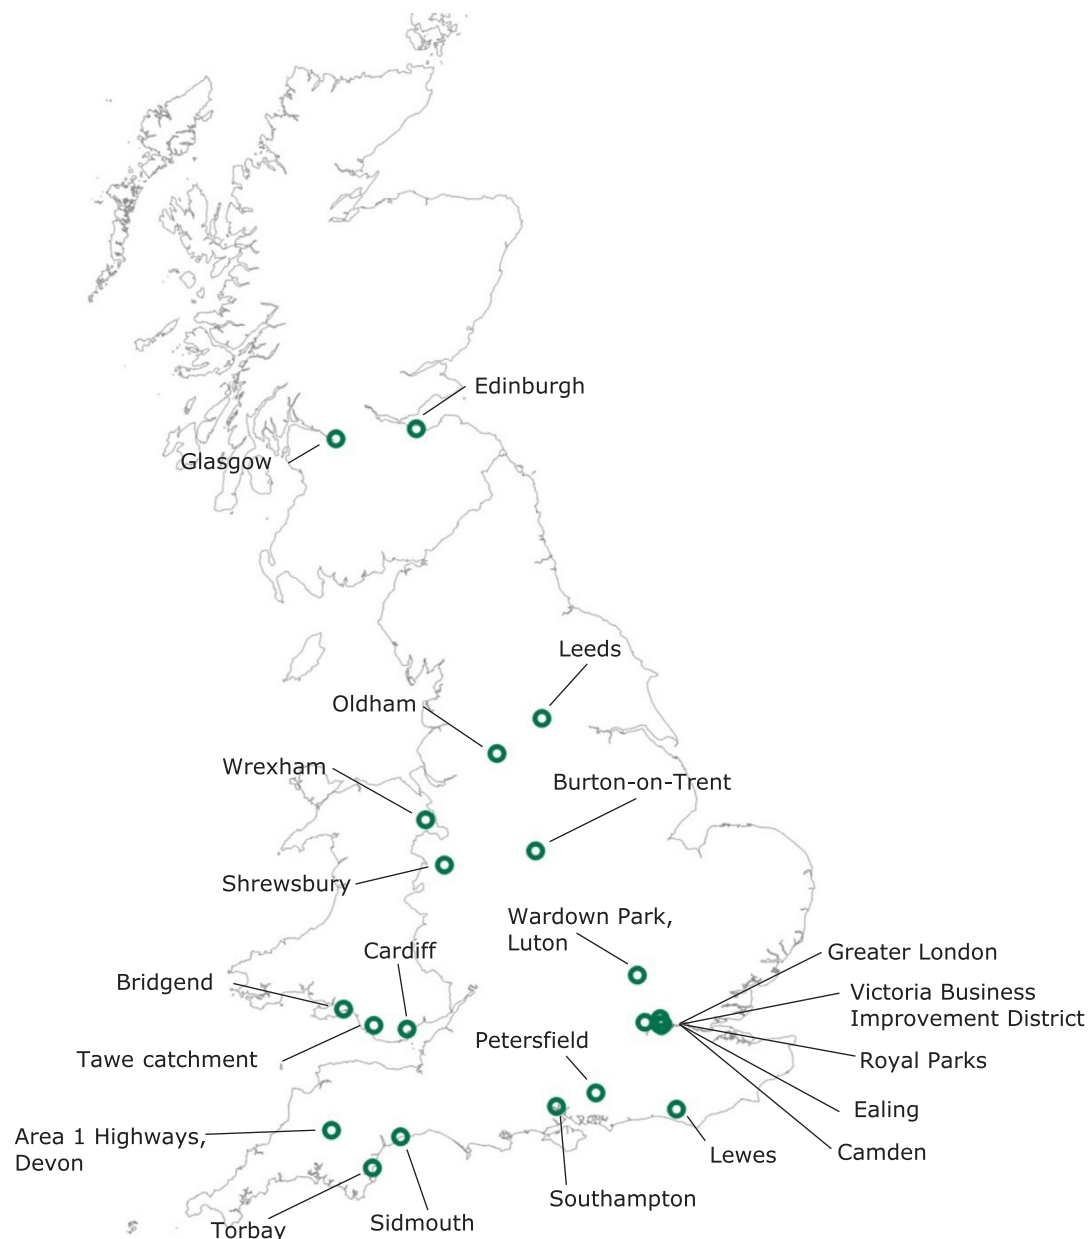 Edinburgh
Glasgow
Leeds
Oldham
Wrexham
Burton-on-Trent
Shrewsbury
Wardown Park,
Luton
Cardiff
Greater London
Bridgend
Victoria Business
Improvement District
Petersfield
Tawe catchment
Royal Parks
Ealing
Area 1 Highways,
Devon
Camden
Lewes
Southampton
Sidmouth
Torbay